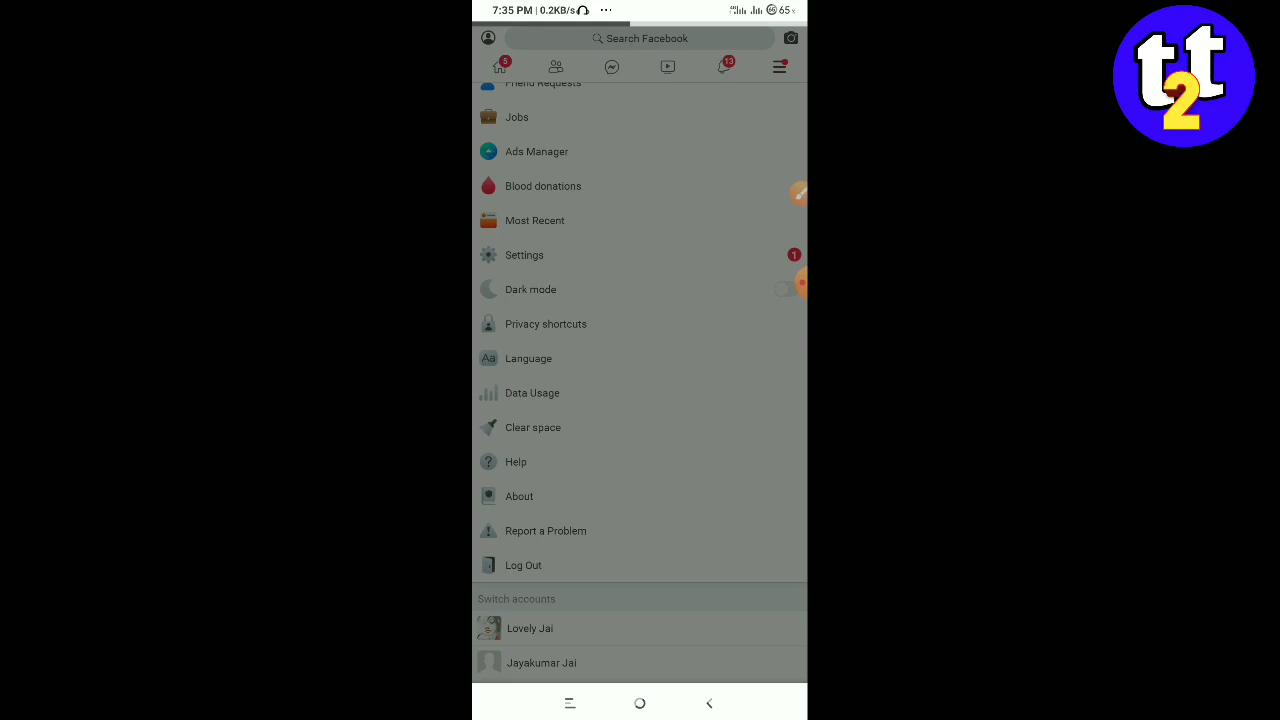 7:35 PM | 0.2KB/s ...
65
tt
2
Search Facebook
5
13
Friend Requests
Jobs
Ads Manager
Blood donations
Most Recent
Settings
1
Dark mode
Privacy shortcuts
Aa Language
Data Usage
Clear space
? Help
About
Report a Problem
Log Out
Switch accounts
Lovely Jai
Jayakumar Jai